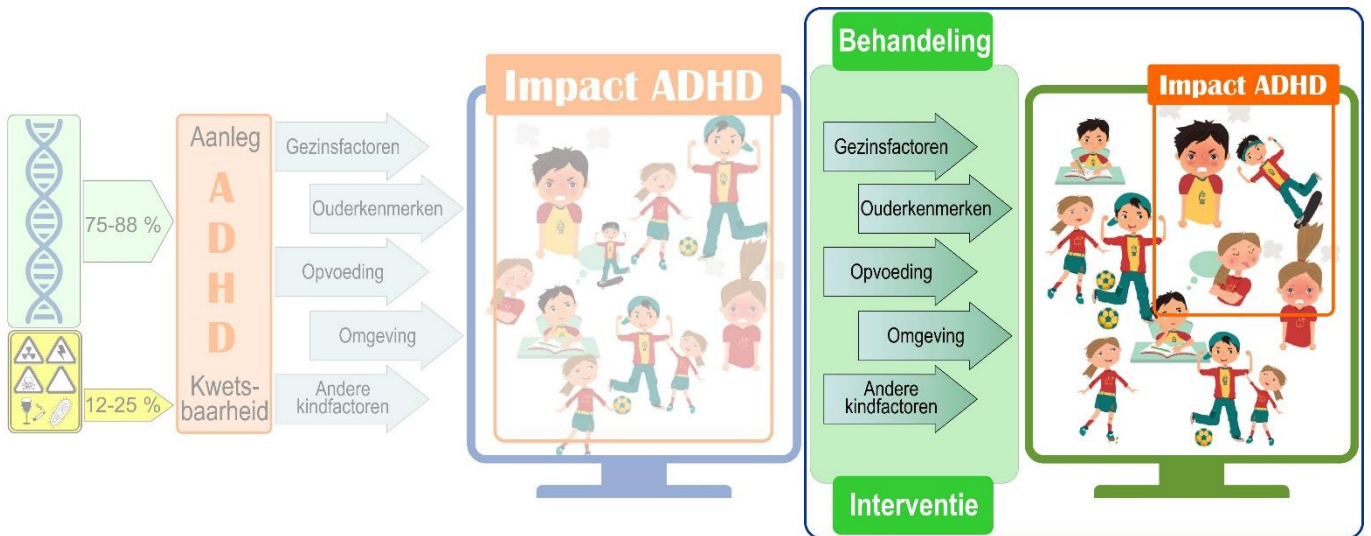 75-88 %
12-25 %
Aanleg
A
D
H
D
Kwets-
baarheid
Gezinsfactoren
Ouderkenmerken
Opvoeding
Omgeving
Andere
kindfactoren
Impact ADHD
Behandeling
Gezinsfactoren
Ouderkenmerken
Opvoeding
Omgeving
Andere
kindfactoren
Interventie
Impact ADHD